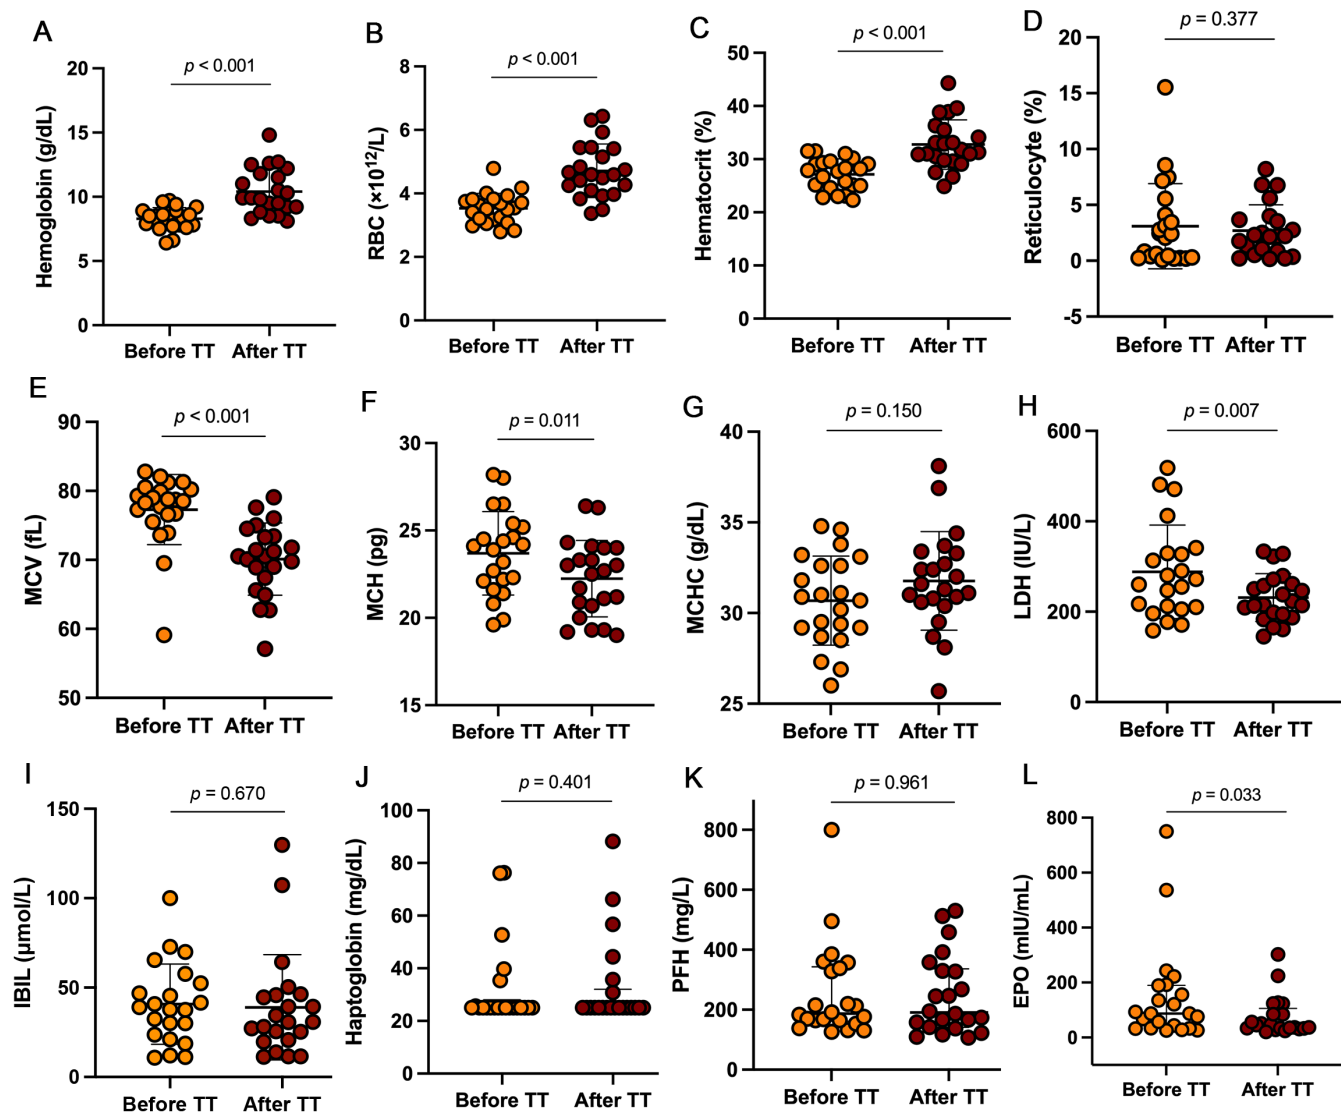 A
p < 0.001
Hemoglobin (g/dL)
20
15
10
5
0
Before TT After TT
B
p < 0.001
RBC (×10¹²/L)
8
6
4
2
0
Before TT After TT
C
p < 0.001
Hematocrit (%)
50
40
30
20
10
0
Before TT After TT
D
p = 0.377
Reticulocyte (%)
20
15
10
5
0
-5
Before TT After TT
E
p < 0.001
MCV (fL)
90
80
70
60
50
Before TT After TT
F
p = 0.011
MCH (pg)
30
25
20
15
Before TT After TT
G
p = 0.150
MCHC (g/dL)
40
35
30
25
Before TT After TT
H
p = 0.007
LDH (IU/L)
600
400
200
0
Before TT After TT
I
p = 0.670
IBIL (μmol/L)
150
100
50
0
Before TT After TT
J
p = 0.401
Haptoglobin (mg/dL)
100
80
60
40
20
0
Before TT After TT
K
p = 0.961
PFH (mg/L)
800
600
400
200
0
Before TT After TT
L
p = 0.033
EPO (mIU/mL)
800
600
400
200
0
Before TT After TT